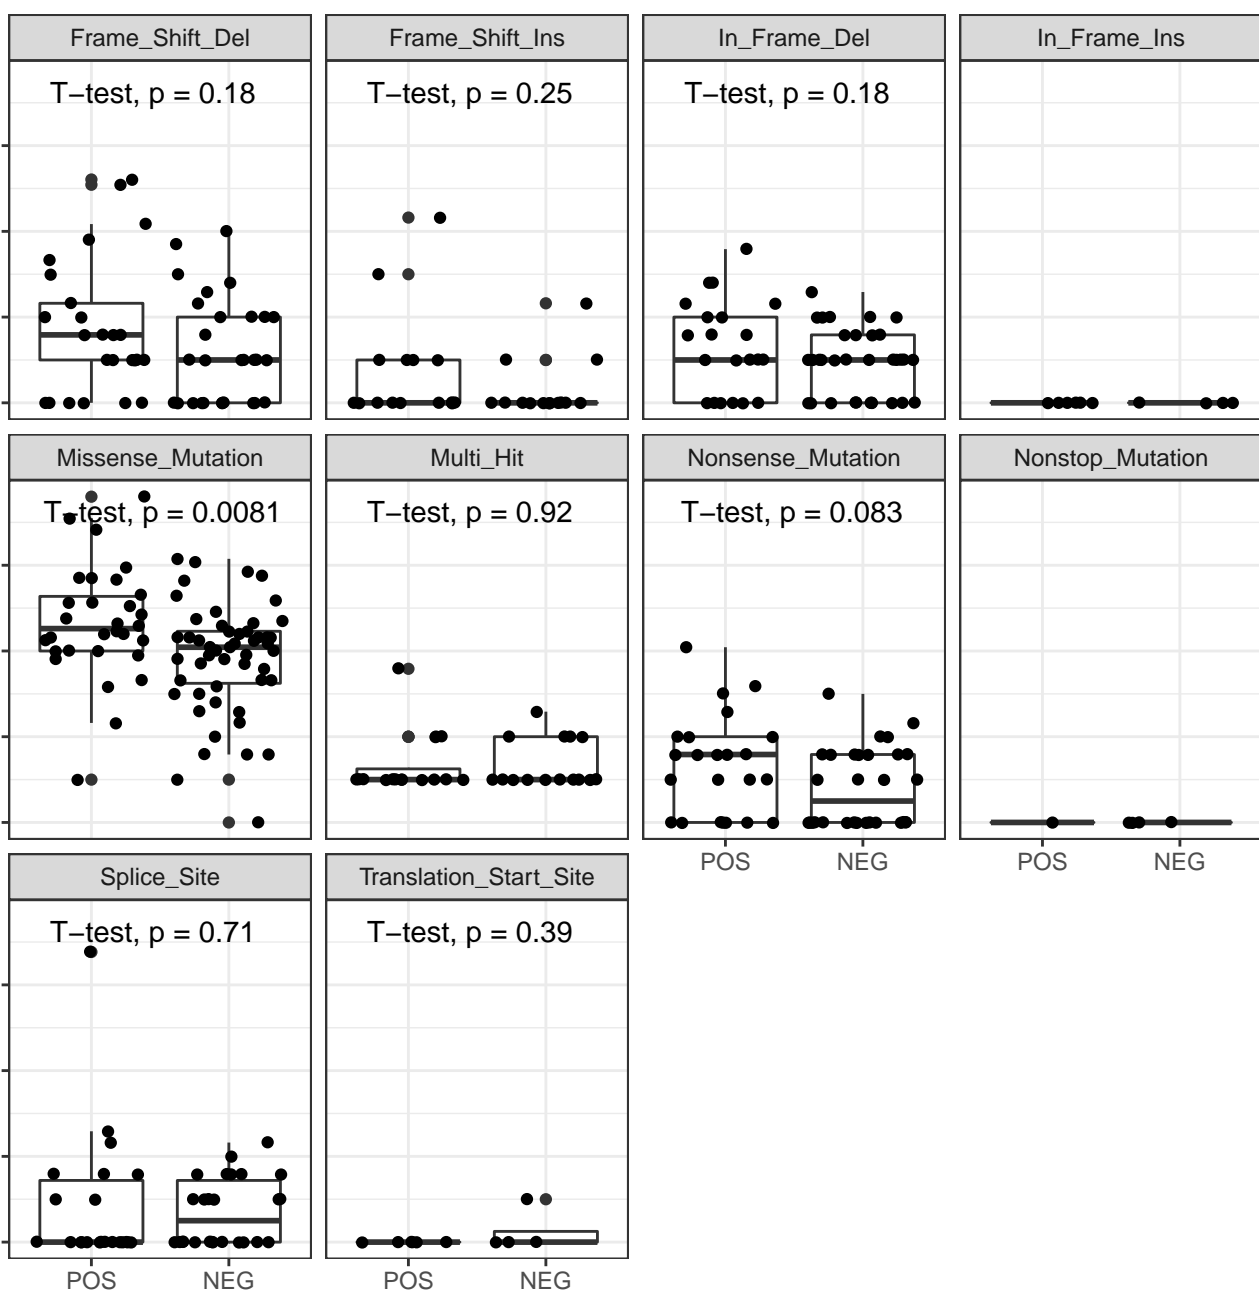 Frame_Shift_Del
Frame_Shift_Ins
In_Frame_Del
In_Frame_Ins
T−test, p = 0.18
T−test, p = 0.25
T−test, p = 0.18
Missense_Mutation
Multi_Hit
Nonsense_Mutation
Nonstop_Mutation
T−test, p = 0.0081
T−test, p = 0.92
T−test, p = 0.083
POS
NEG
POS
NEG
Splice_Site
Translation_Start_Site
T−test, p = 0.71
T−test, p = 0.39
POS
NEG
POS
NEG